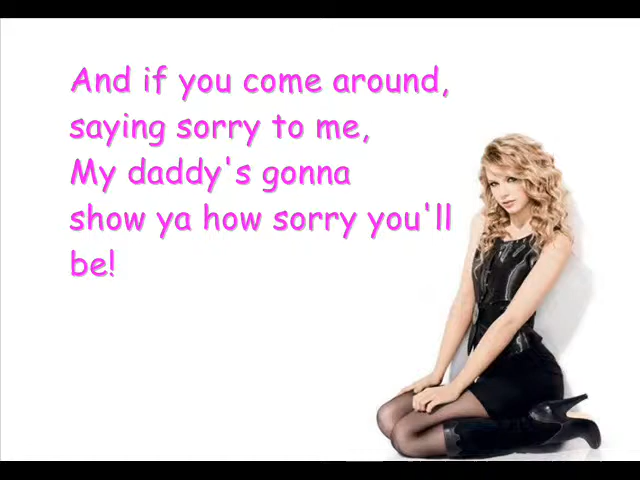 And if you come around,
saying sorry to me,
My daddy's gonna
show ya how sorry you'll
be!